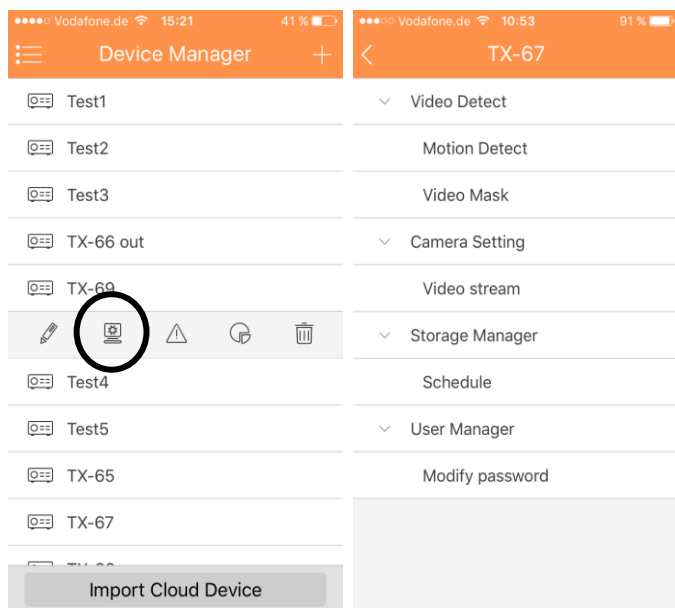 Vodafone.de 15:21 41 %
Device Manager
Test1
Test2
Test3
TX-66 out
TX-69
Test4
Test5
TX-65
TX-67
Import Cloud Device
Vodafone.de 10:53 91 %
TX-67
Video Detect
Motion Detect
Video Mask
Camera Setting
Video stream
Storage Manager
Schedule
User Manager
Modify password